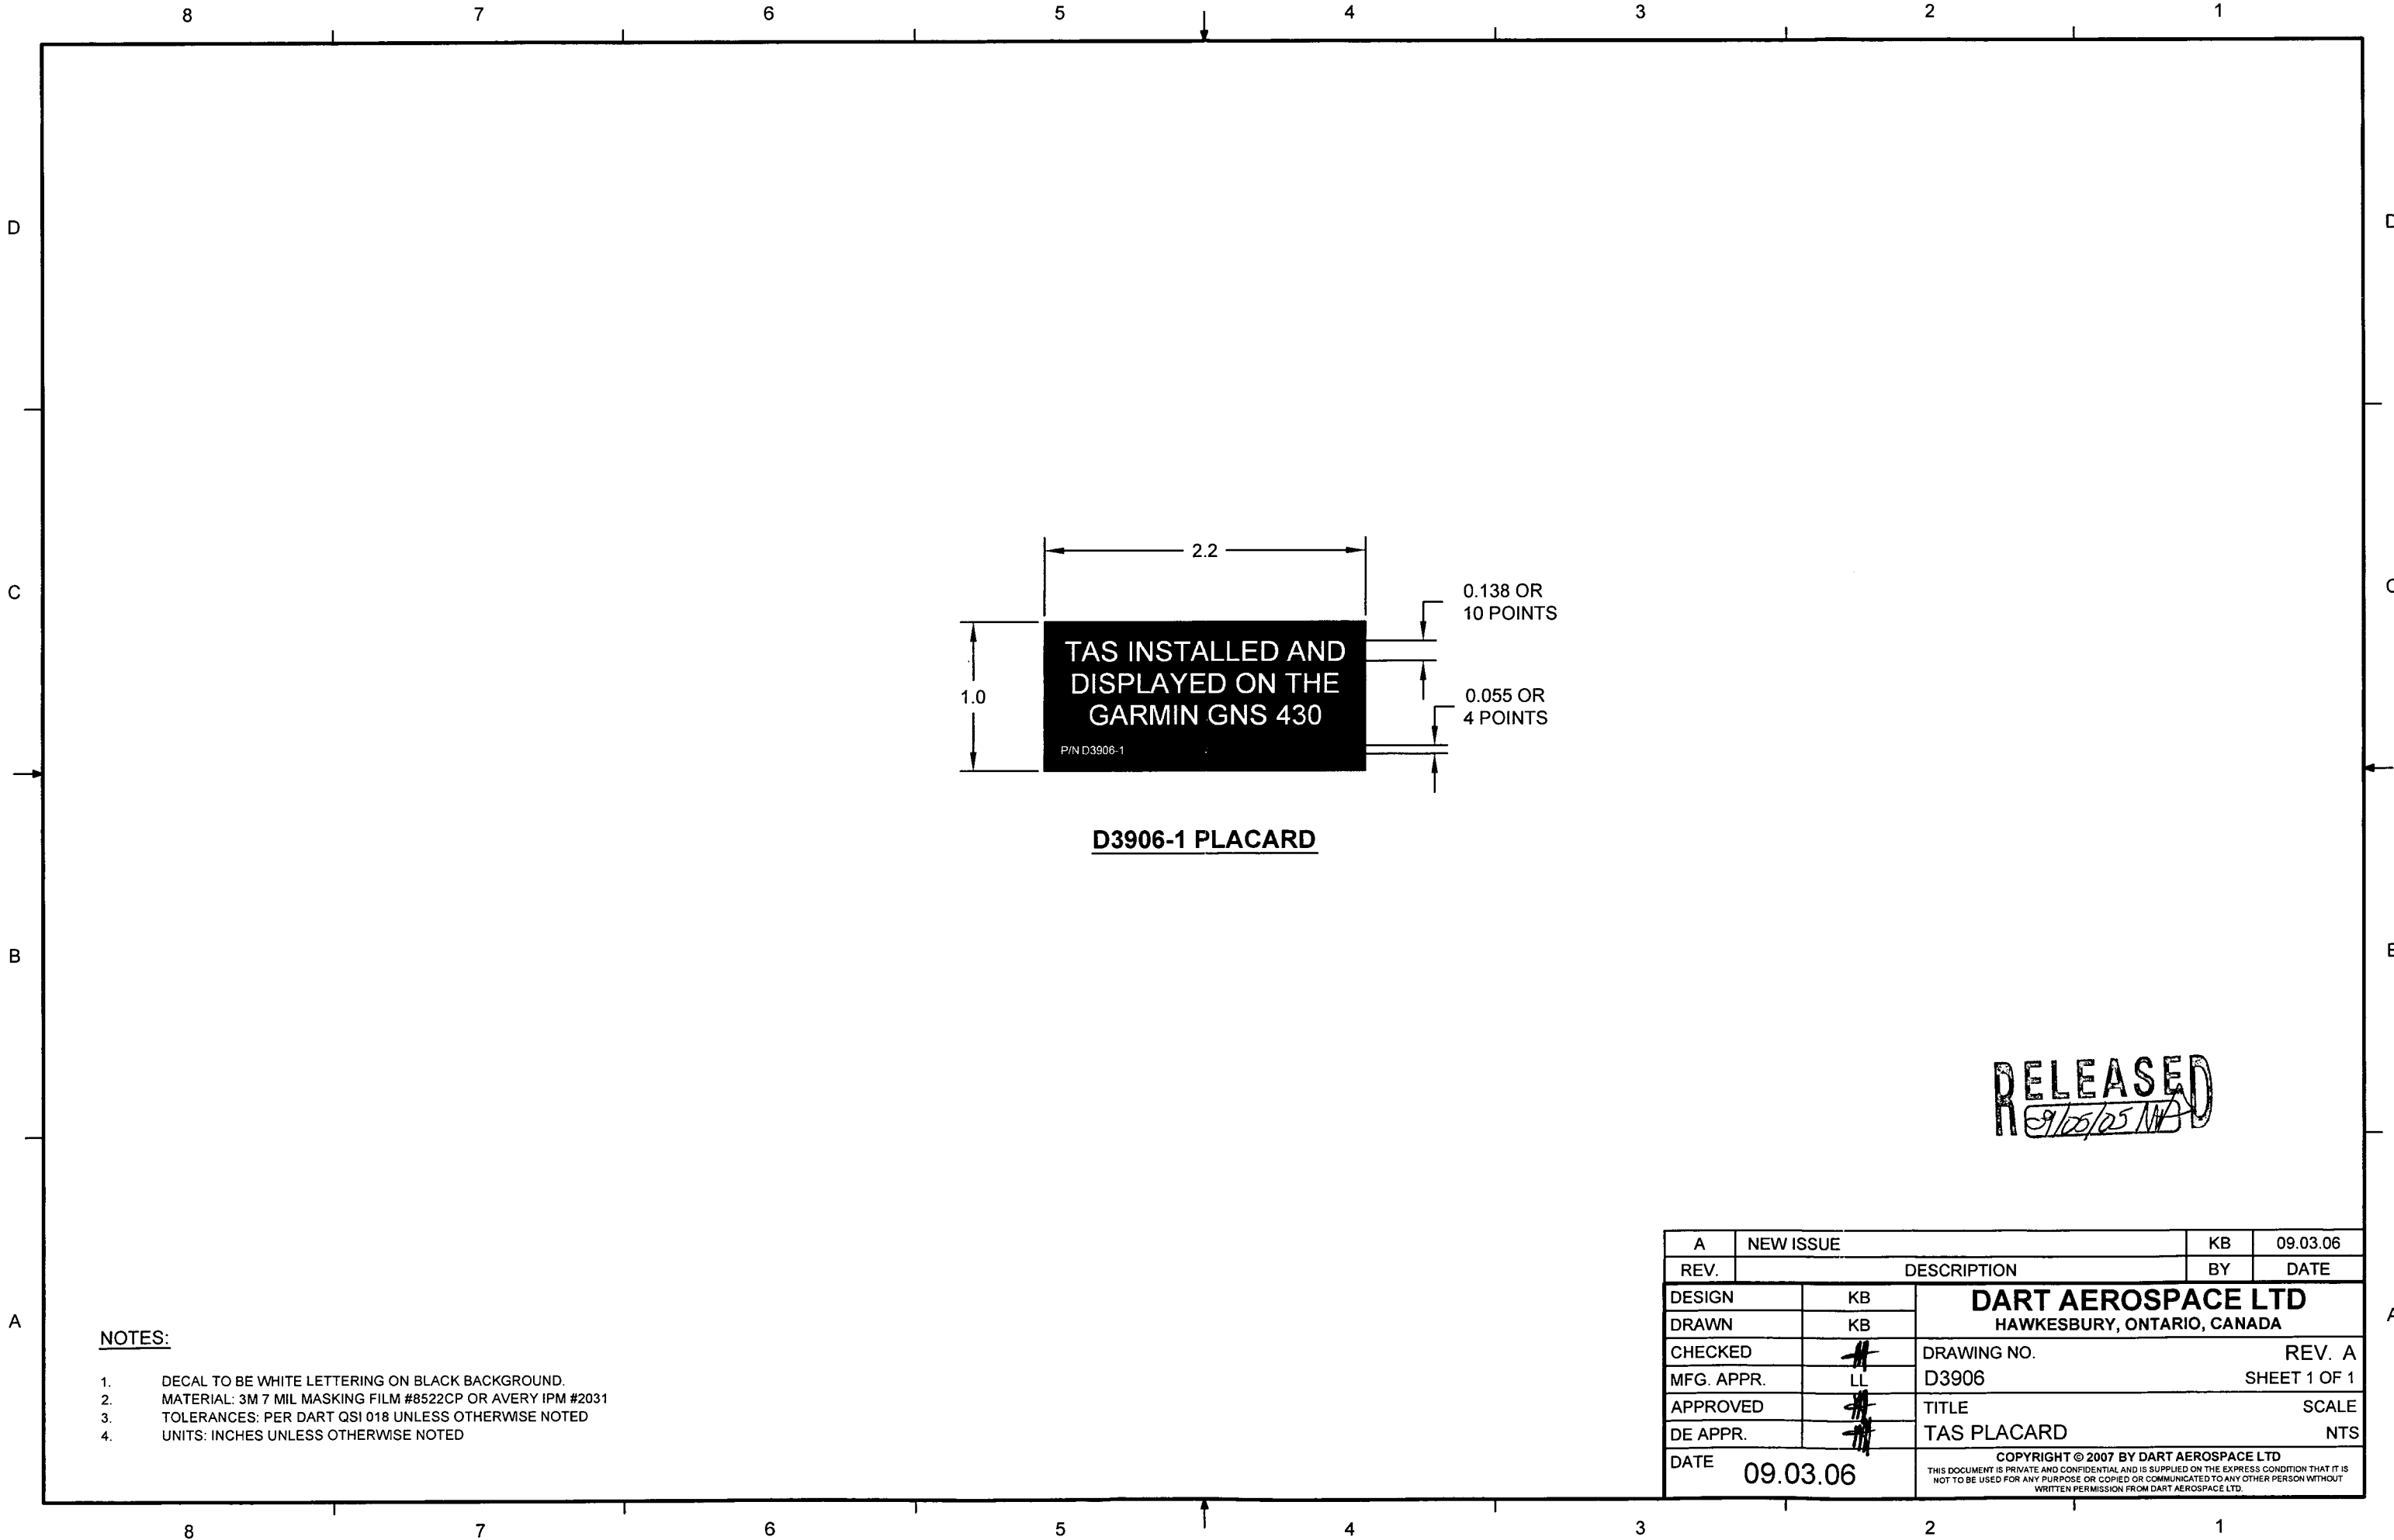 8 7 6 5 4 3 2 1
D
D
C
C
B
A
2.2
1.0
0.138 OR
10 POINTS
0.055 OR
4 POINTS
TAS INSTALLED AND
DISPLAYED ON THE
GARMIN GNS 430
P/N D3906-1
D3906-1 PLACARD
RELEASED
NOTES:
1. DECAL TO BE WHITE LETTERING ON BLACK BACKGROUND.
2. MATERIAL: 3M 7 MIL MASKING FILM #8522CP OR AVERY IPM #2031
3. TOLERANCES: PER DART QSI 018 UNLESS OTHERWISE NOTED
4. UNITS: INCHES UNLESS OTHERWISE NOTED
A NEW ISSUE KB 09.03.06
REV. DESCRIPTION BY DATE
DESIGN KB
DRAWN KB
CHECKED
MFG. APPR. LL
APPROVED
DE APPR.
DATE 09.03.06
DART AEROSPACE LTD
HAWKESBURY, ONTARIO, CANADA
DRAWING NO. REV. A
D3906 SHEET 1 OF 1
TITLE SCALE
TAS PLACARD NTS
COPYRIGHT © 2007 BY DART AEROSPACE LTD
THIS DOCUMENT IS PRIVATE AND CONFIDENTIAL AND IS SUPPLIED ON THE EXPRESS CONDITION THAT IT IS
NOT TO BE USED FOR ANY PURPOSE OR COPIED OR COMMUNICATED TO ANY OTHER PERSON WITHOUT
WRITTEN PERMISSION FROM DART AEROSPACE LTD.
8 7 6 5 4 3 2 1